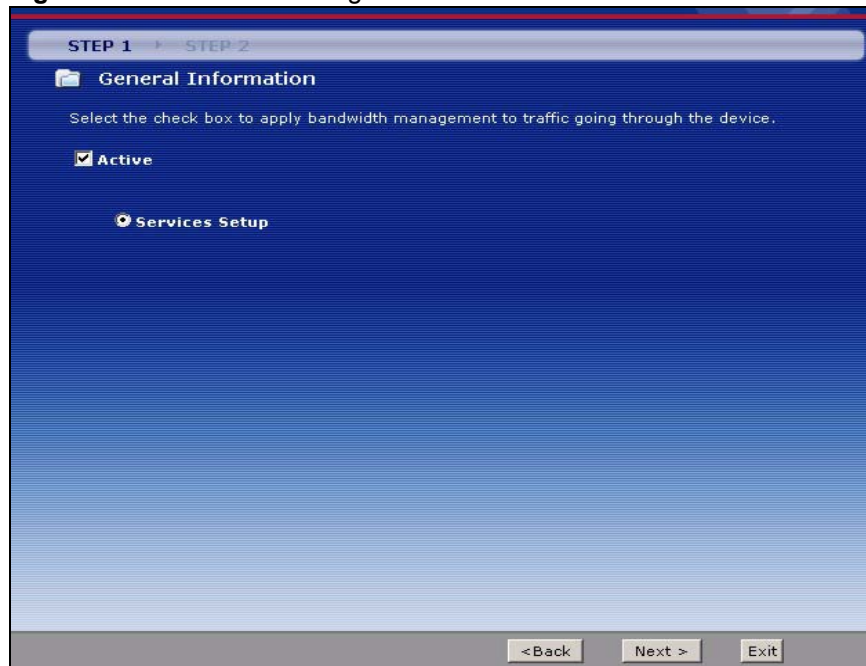 STEP 1 STEP 2
General Information
Select the check box to apply bandwidth management to traffic going through the device.
Active
Services Setup
<Back Next > Exit